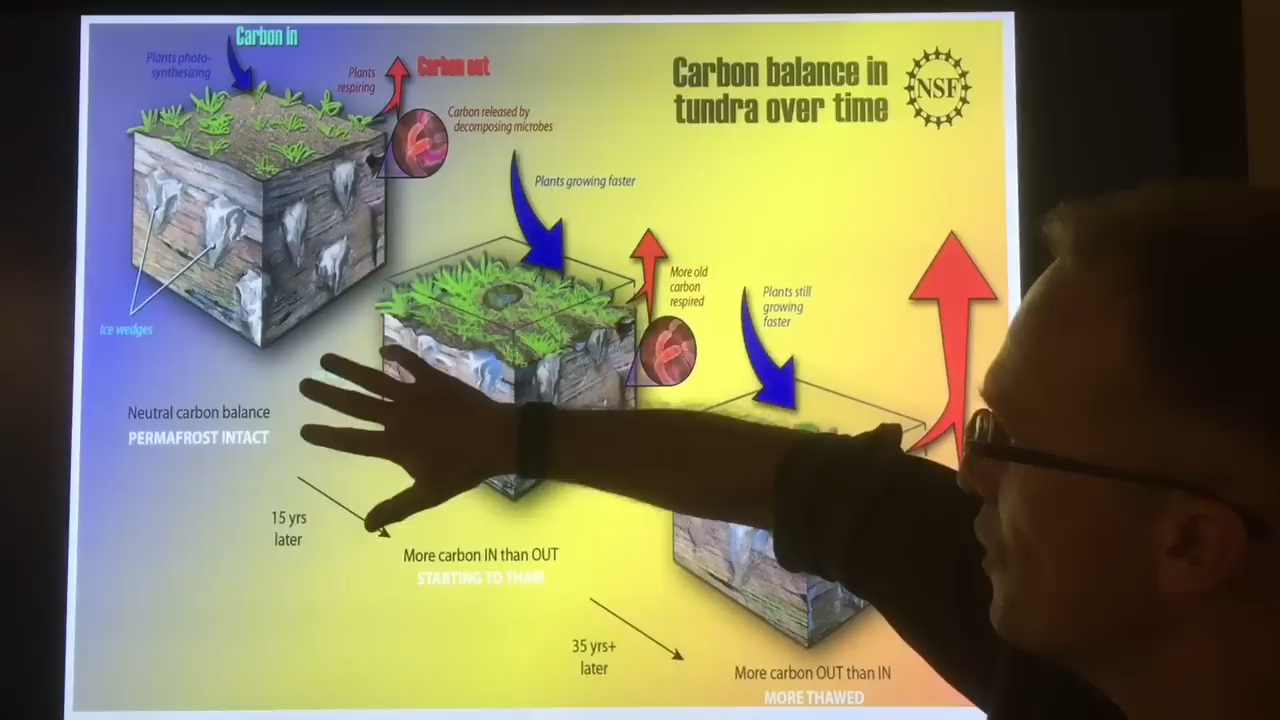 Carbon in
Plants photo-
synthesizing
Plants
respiring
Carbon out
Carbon released by
decomposing microbes
Carbon balance in
tundra over time
NSF
Ice wedges
Neutral carbon balance
PERMAFROST INTACT
15 yrs
later
Plants growing faster
More old
carbon
respired
More carbon IN than OUT
STARTING TO THAW
35 yrs+
later
Plants still
growing
faster
More carbon OUT than IN
MORE THAWED